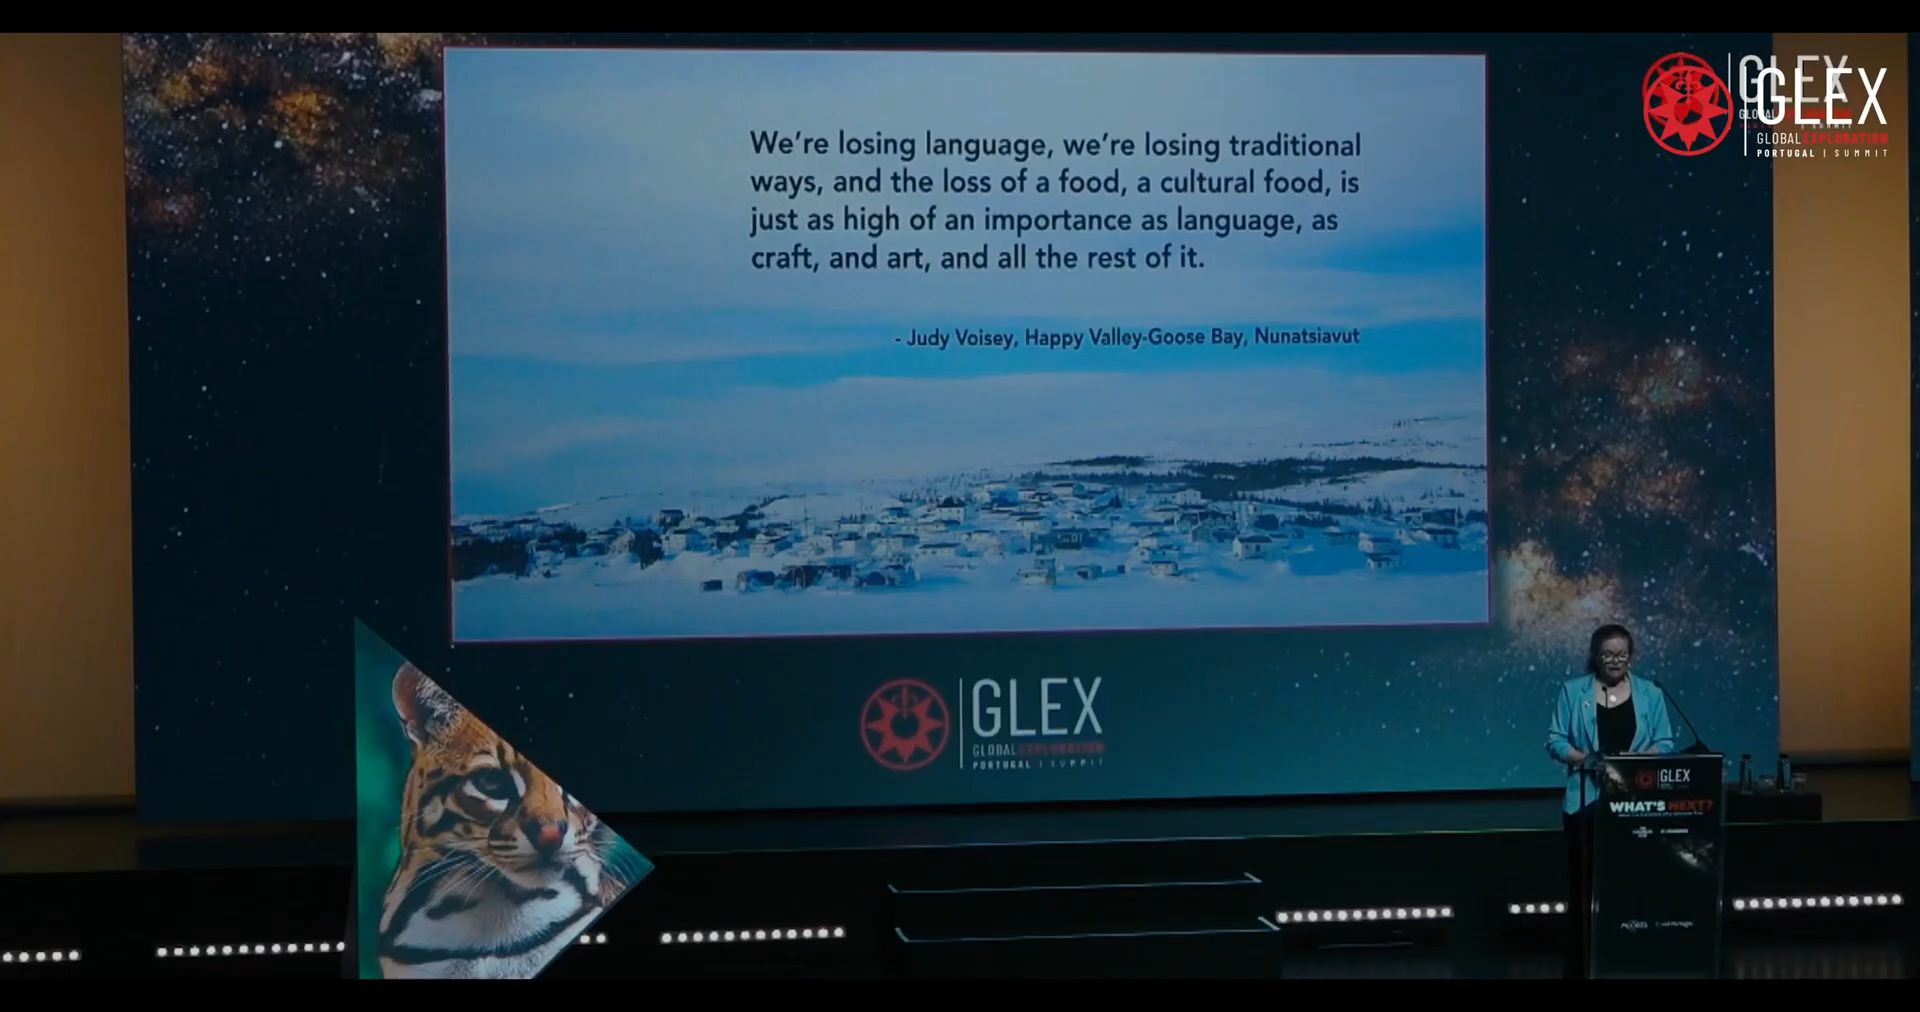 We're losing language, we're losing traditional
ways, and the loss of a food, a cultural food, is
just as high of an importance as language, as
craft, and art, and all the rest of it.
- Judy Voisey, Happy Valley-Goose Bay, Nunatsiavut
GLEX
GLOBAL EXPLORATION
PORTUGAL | SUMMIT
GLEX
GLOBAL EXPLORATION
PORTUGAL | SUMMIT
GLEX
WHAT'S NEXT?